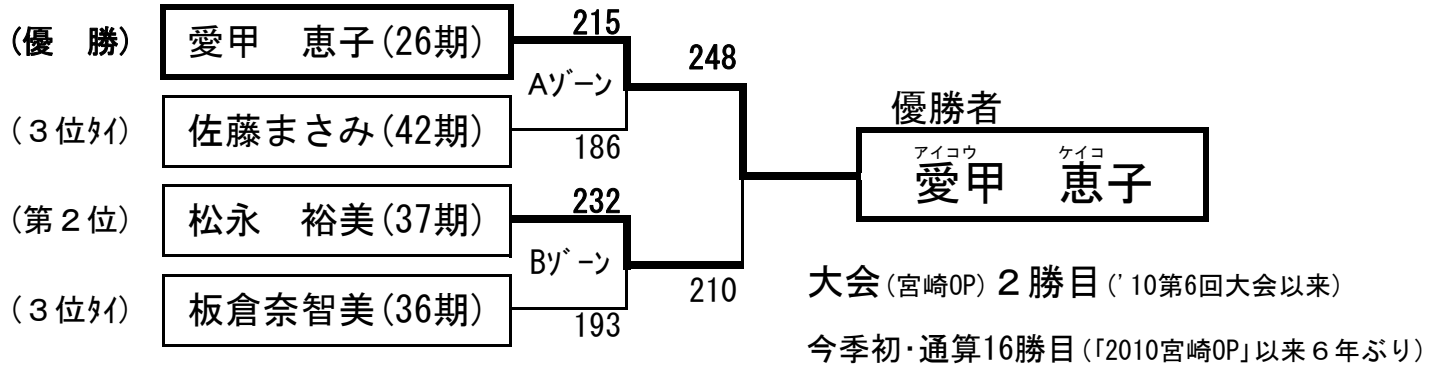 (優　勝)　愛甲　恵子(26期)　215
Aｿﾞｰﾝ　248
(３位ﾀｲ)　佐藤まさみ(42期)　186
(第２位)　松永　裕美(37期)　232
Bｿﾞｰﾝ　210
(３位ﾀｲ)　板倉奈智美(36期)　193
優勝者
アイコウ　ケイコ
愛甲　恵子
大会(宮崎OP)２勝目('10第6回大会以来)
今季初・通算16勝目(｢2010宮崎OP｣以来６年ぶり)